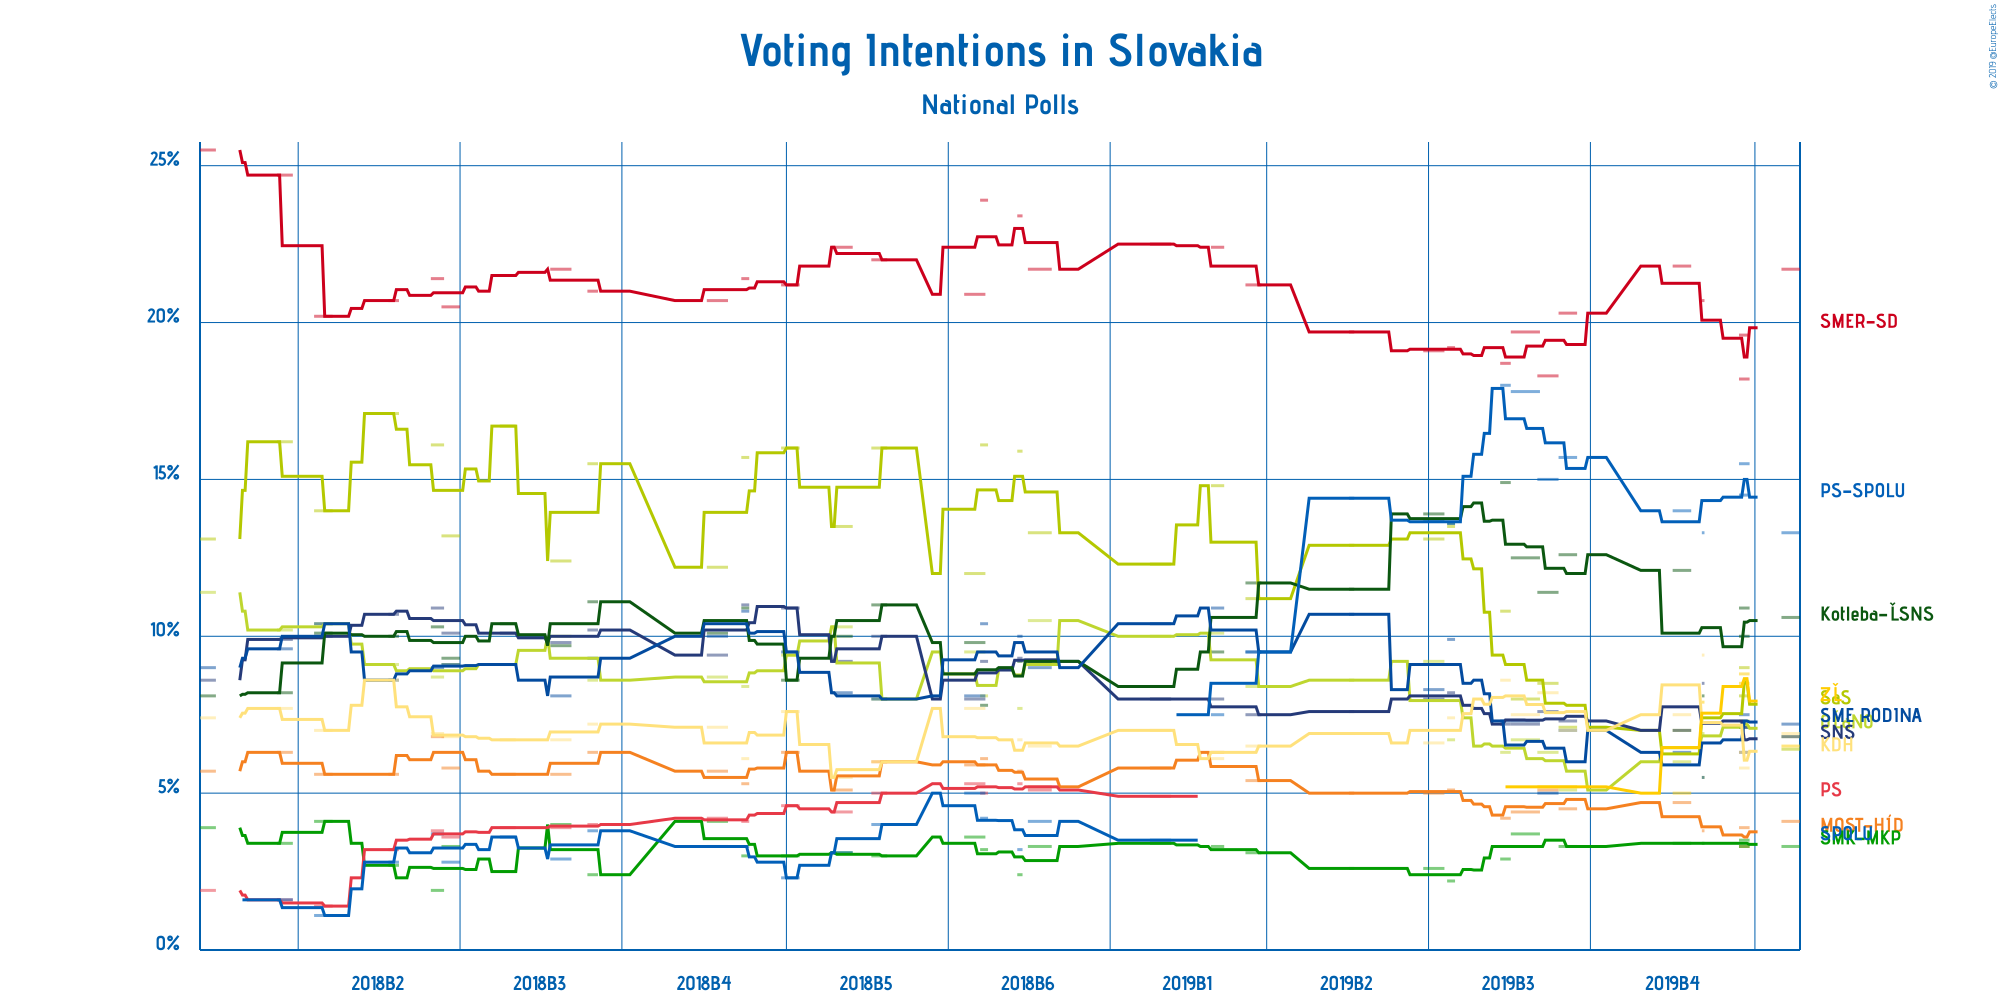 © 2019 @EuropeElects
Voting Intentions in Slovakia
National Polls
25%
20%
15%
10%
5%
0%
SMER-SD
PS-SPOLU
Kotleba-ĽSNS
SaS
SME RODINA
SNS
KDH
PS
MOST-HÍD
SPOLU
SMK-MKP
2018B2
2018B3
2018B4
2018B5
2018B6
2019B1
2019B2
2019B3
2019B4